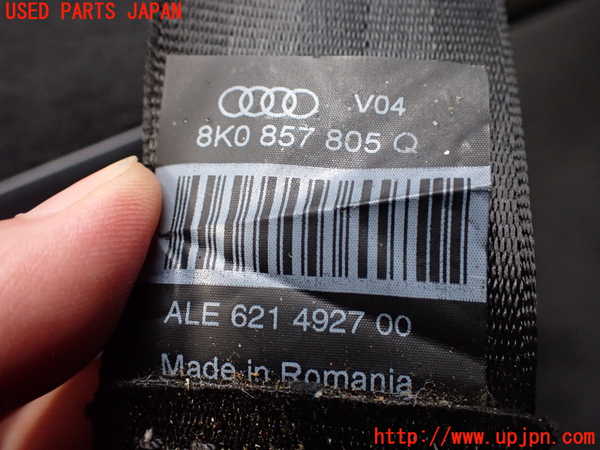 USED PARTS JAPAN
V04
8K0 857 805 Q
ALE 621 4927 00
Made in Romania
http://www.upjpn.com/